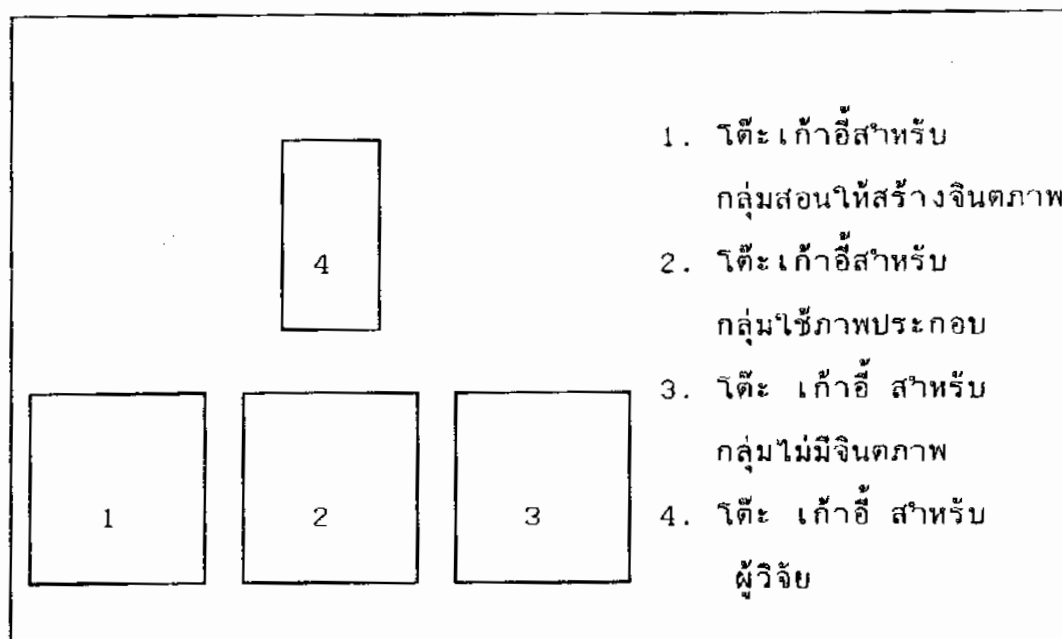 4
1 2 3
1. โต๊ะเก้าอี้สำหรับ
กลุ่มสอนให้สร้างจินตภาพ
2. โต๊ะเก้าอี้สำหรับ
กลุ่มใช้ภาพประกอบ
3. โต๊ะ เก้าอี้ สำหรับ
กลุ่มไม่มีจินตภาพ
4. โต๊ะ เก้าอี้ สำหรับ
ผู้วิจัย